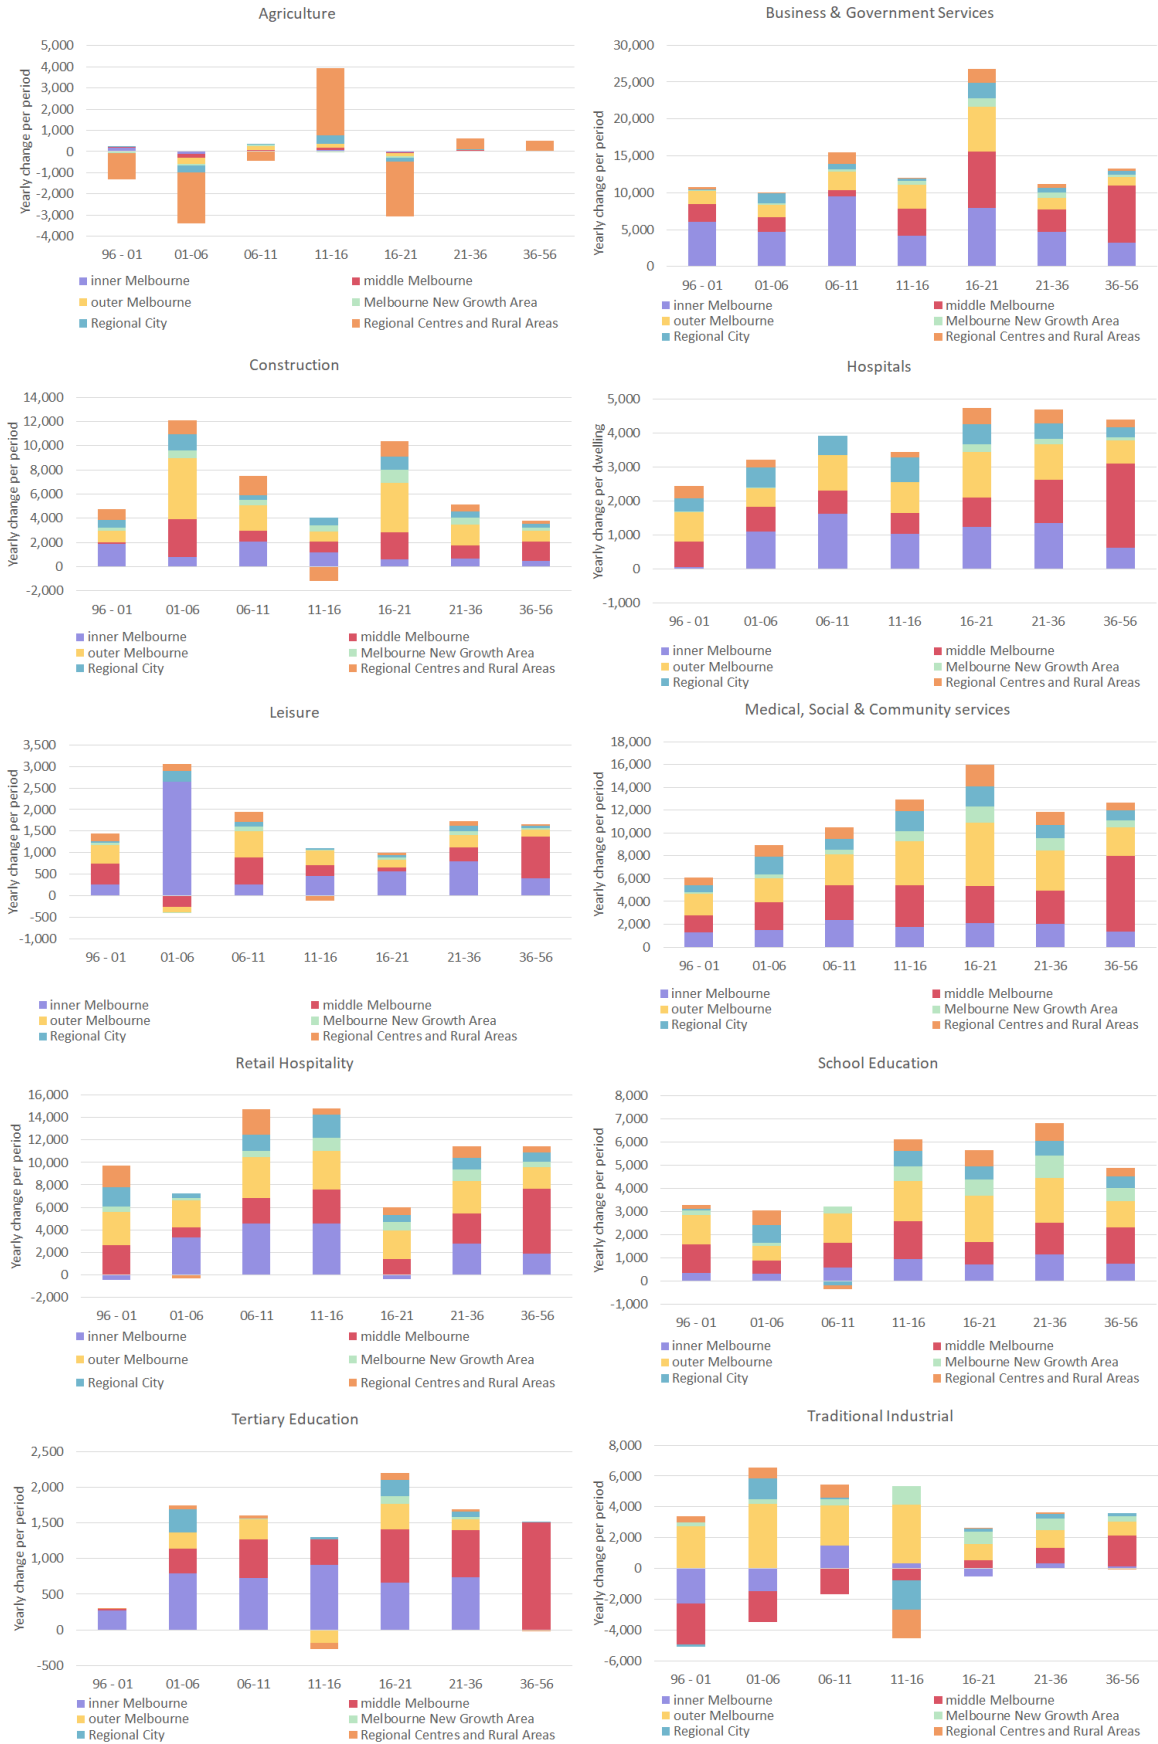 Agriculture
Yearly change per period
5,000
4,000
3,000
2,000
1,000
0
-1,000
-2,000
-3,000
-4,000
96 - 01 01-06 06-11 11-16 16-21 21-36 36-56
inner Melbourne middle Melbourne
outer Melbourne Melbourne New Growth Area
Regional City Regional Centres and Rural Areas
Business & Government Services
Yearly change per period
30,000
25,000
20,000
15,000
10,000
5,000
0
96 - 01 01-06 06-11 11-16 16-21 21-36 36-56
inner Melbourne middle Melbourne
outer Melbourne Melbourne New Growth Area
Regional City Regional Centres and Rural Areas
Construction
Yearly change per period
14,000
12,000
10,000
8,000
6,000
4,000
2,000
0
-2,000
96 - 01 01-06 06-11 11-16 16-21 21-36 36-56
inner Melbourne middle Melbourne
outer Melbourne Melbourne New Growth Area
Regional City Regional Centres and Rural Areas
Hospitals
Yearly change per dwelling
5,000
4,000
3,000
2,000
1,000
0
-1,000
96 - 01 01-06 06-11 11-16 16-21 21-36 36-56
inner Melbourne middle Melbourne
outer Melbourne Melbourne New Growth Area
Regional City Regional Centres and Rural Areas
Leisure
Yearly change per period
3,500
3,000
2,500
2,000
1,500
1,000
500
0
-500
-1,000
96 - 01 01-06 06-11 11-16 16-21 21-36 36-56
inner Melbourne middle Melbourne
outer Melbourne Melbourne New Growth Area
Regional City Regional Centres and Rural Areas
Medical, Social & Community services
Yearly change per period
18,000
16,000
14,000
12,000
10,000
8,000
6,000
4,000
2,000
0
96 - 01 01-06 06-11 11-16 16-21 21-36 36-56
inner Melbourne middle Melbourne
outer Melbourne Melbourne New Growth Area
Regional City Regional Centres and Rural Areas
Retail Hospitality
Yearly change per period
16,000
14,000
12,000
10,000
8,000
6,000
4,000
2,000
0
-2,000
96 - 01 01-06 06-11 11-16 16-21 21-36 36-56
inner Melbourne middle Melbourne
outer Melbourne Melbourne New Growth Area
Regional City Regional Centres and Rural Areas
School Education
Yearly change per period
8,000
7,000
6,000
5,000
4,000
3,000
2,000
1,000
0
-1,000
96 - 01 01-06 06-11 11-16 16-21 21-36 36-56
inner Melbourne middle Melbourne
outer Melbourne Melbourne New Growth Area
Regional City Regional Centres and Rural Areas
Tertiary Education
Yearly change per period
2,500
2,000
1,500
1,000
500
0
-500
96 - 01 01-06 06-11 11-16 16-21 21-36 36-56
inner Melbourne middle Melbourne
outer Melbourne Melbourne New Growth Area
Regional City Regional Centres and Rural Areas
Traditional Industrial
Yearly change per period
8,000
6,000
4,000
2,000
0
-2,000
-4,000
-6,000
96 - 01 01-06 06-11 11-16 16-21 21-36 36-56
inner Melbourne middle Melbourne
outer Melbourne Melbourne New Growth Area
Regional City Regional Centres and Rural Areas